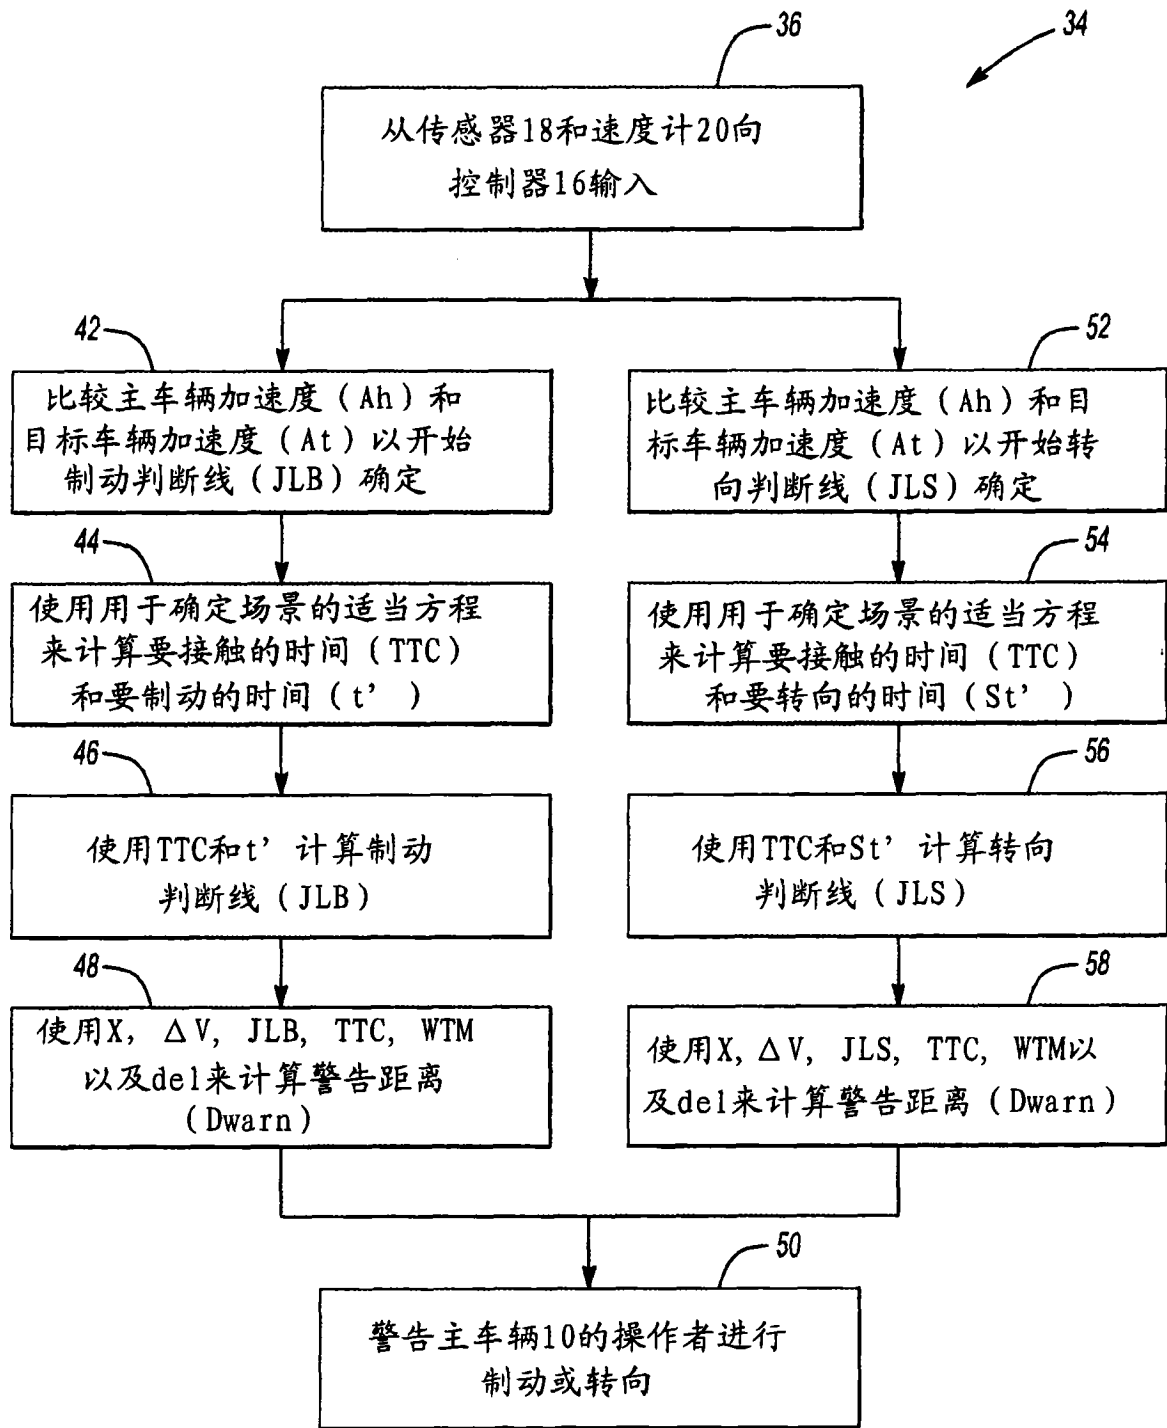 36
34
从传感器18和速度计20向
控制器16输入
42
52
比较主车辆加速度（Ah）和
目标车辆加速度（At）以开始
制动判断线（JLB）确定
比较主车辆加速度（Ah）和目
标车辆加速度（At）以开始转
向判断线（JLS）确定
44
54
使用用于确定场景的适当方程
来计算要接触的时间（TTC）
和要制动的时间（t’）
使用用于确定场景的适当方程
来计算要接触的时间（TTC）
和要转向的时间（St’）
46
56
使用TTC和t’计算制动
判断线（JLB）
使用TTC和St’计算转向
判断线（JLS）
48
58
使用X, ΔV, JLB, TTC, WTM
以及del来计算警告距离
（Dwarn）
使用X, ΔV, JLS, TTC, WTM以
及del来计算警告距离（Dwarn）
50
警告主车辆10的操作者进行
制动或转向